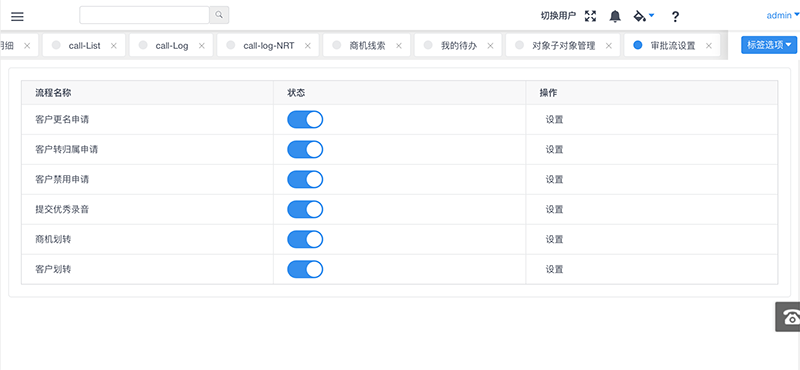 切换用户 ? admin
明细 call-List call-Log call-log-NRT 商机线索 我的待办 对象子对象管理 审批流设置 标签选项
流程名称 状态 操作
客户更名申请 设置
客户转归属申请 设置
客户禁用申请 设置
提交优秀录音 设置
商机划转 设置
客户划转 设置